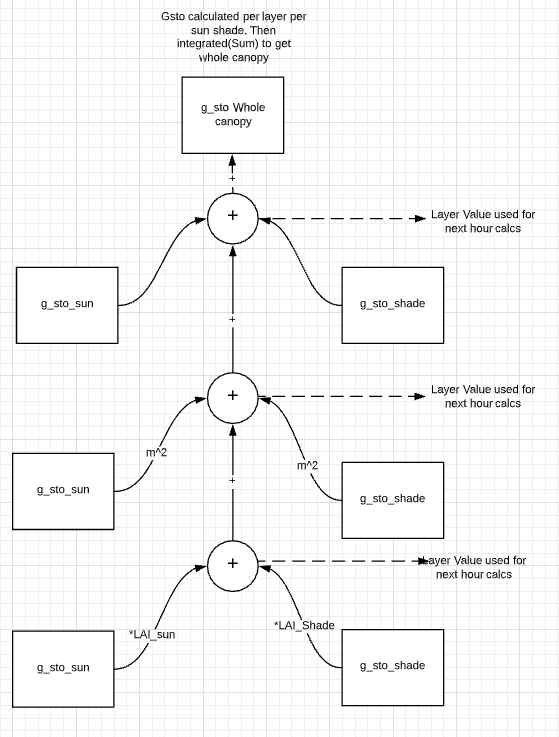 Gsto calculated per layer per
sun shade. Then
integrated(Sum) to get
whole canopy
g_sto Whole
canopy
+
+
Layer Value used for
next hour calcs
g_sto_sun
g_sto_shade
+
+
Layer Value used for
next hour calcs
m^2
m^2
g_sto_sun
g_sto_shade
+
+
Layer Value used for
next hour calcs
*LAI_sun
*LAI_Shade
g_sto_sun
g_sto_shade